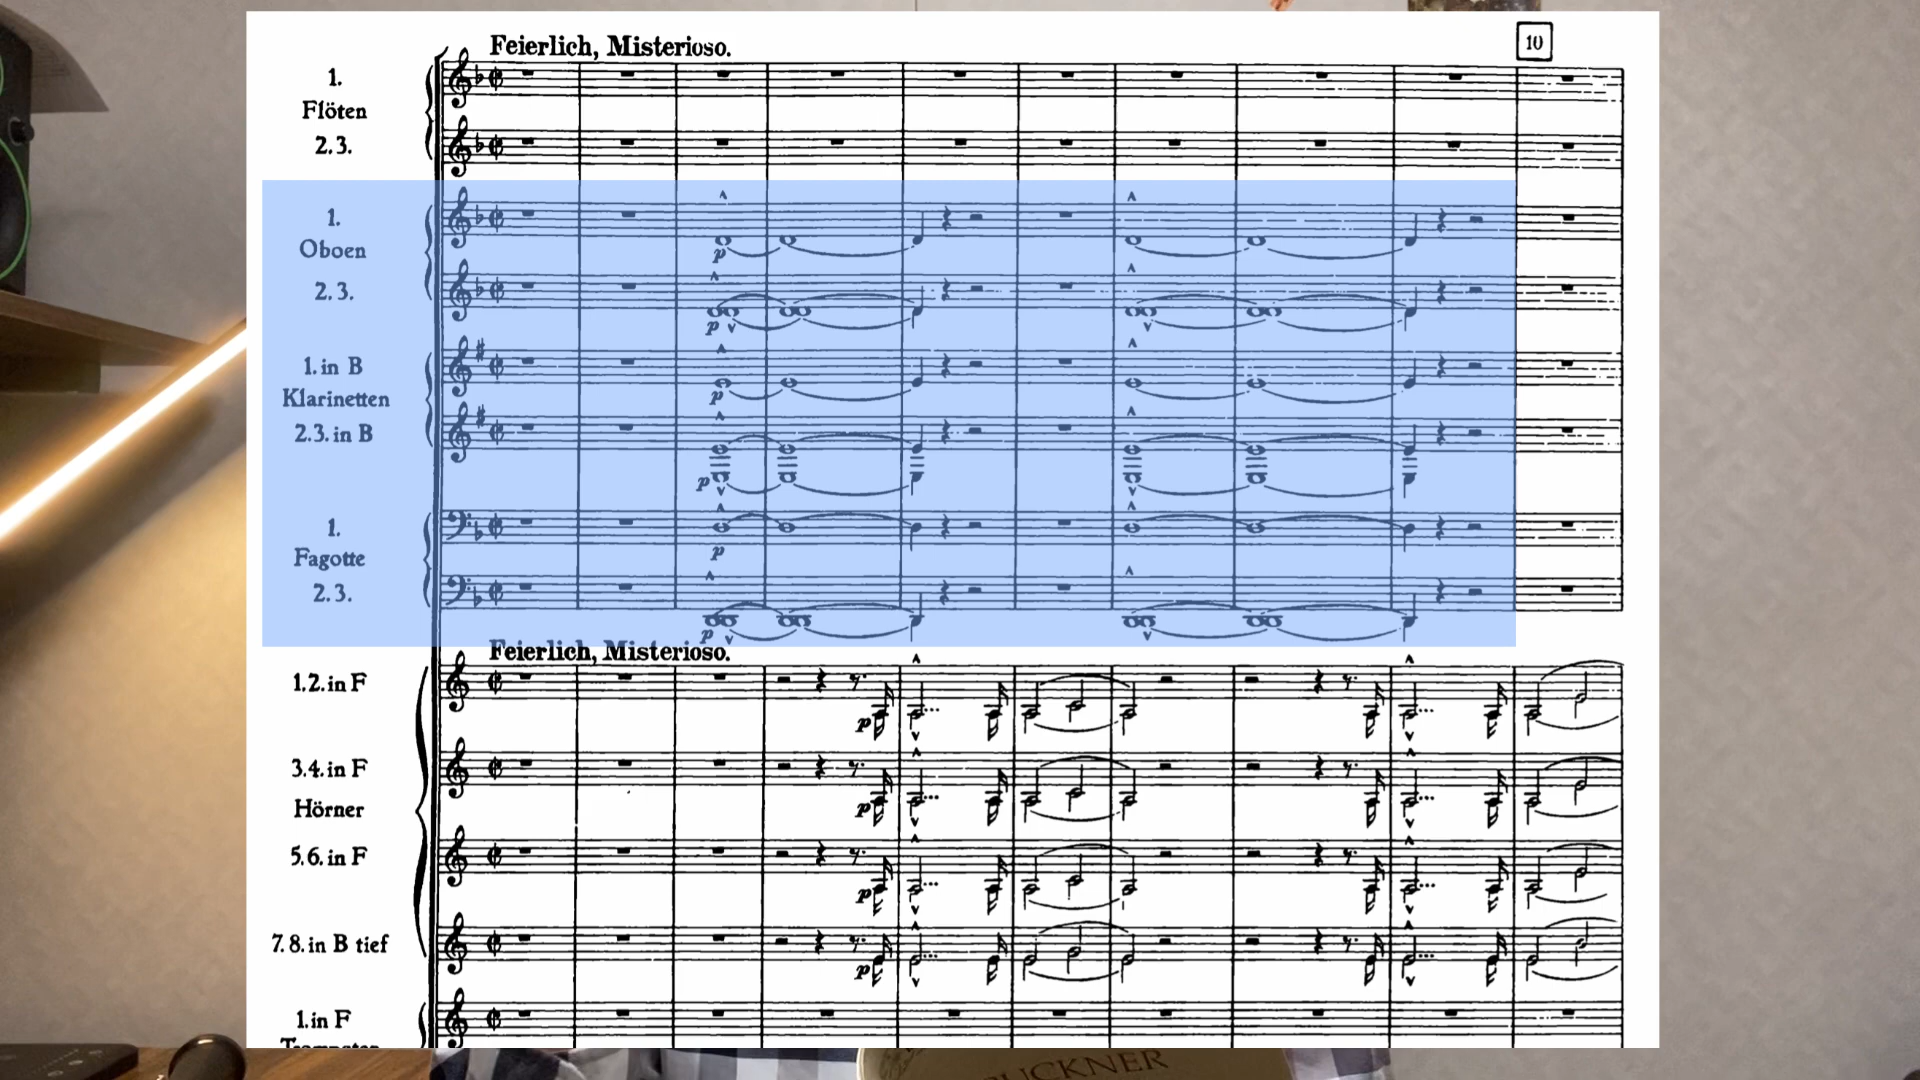 Feierlich, Misterioso.
10
1.
Flöten
2.3.
1.
Oboen
p
2.3.
p
1. in B
Klarinetten
p
2.3. in B
p
1.
Fagotte
p
2.3.
p
Feierlich, Misterioso.
1.2. in F
p
3.4. in F
p
Hörner
5.6. in F
p
7.8. in B tief
p
1. in F
Trompeten